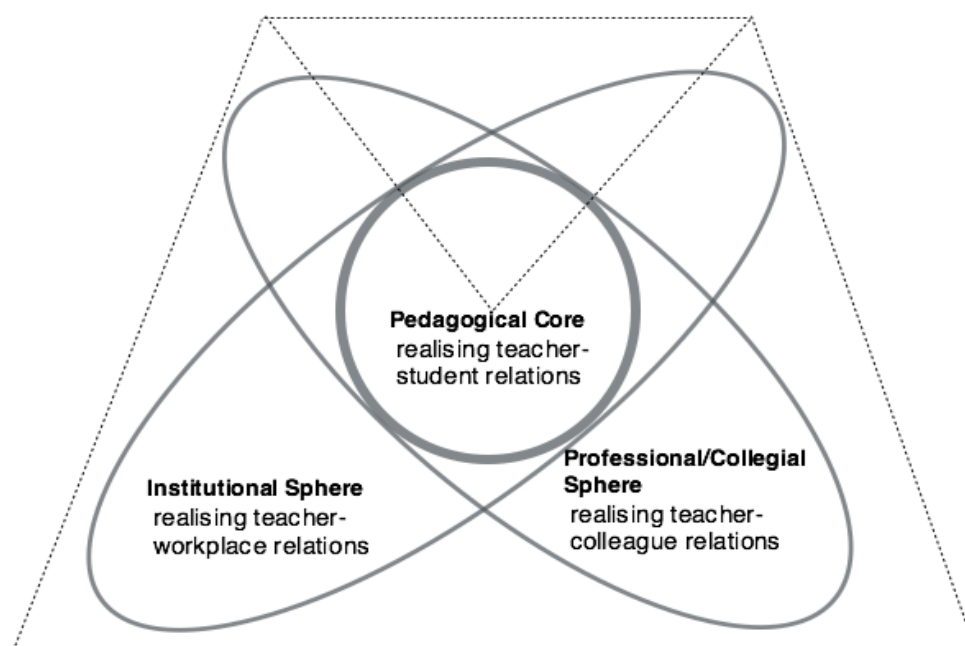 Pedagogical Core
realising teacher-
student relations
Institutional Sphere
realising teacher-
workplace relations
Professional/Collegial
Sphere
realising teacher-
colleague relations